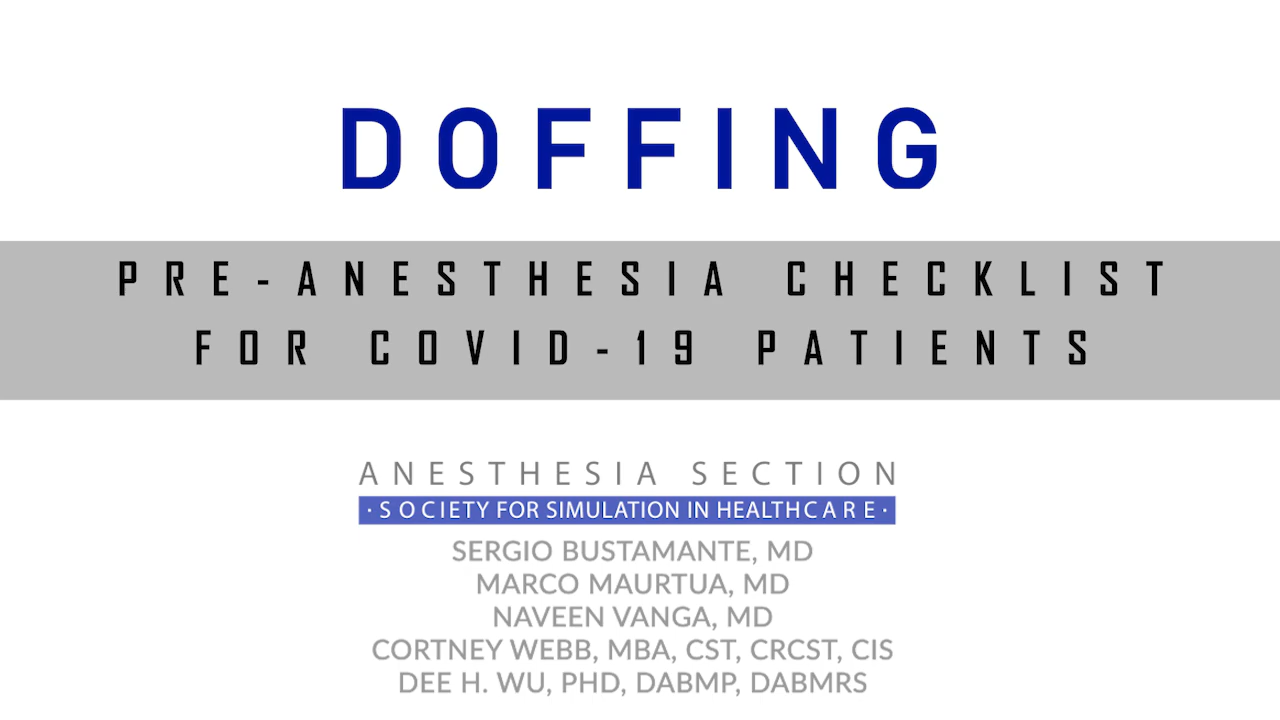 DOFFING
PRE-ANESTHESIA CHECKLIST
FOR COVID-19 PATIENTS
ANESTHESIA SECTION
· SOCIETY FOR SIMULATION IN HEALTHCARE ·
SERGIO BUSTAMANTE, MD
MARCO MAURTUA, MD
NAVEEN VANGA, MD
CORTNEY WEBB, MBA, CST, CRCST, CIS
DEE H. WU, PHD, DABMP, DABMRS